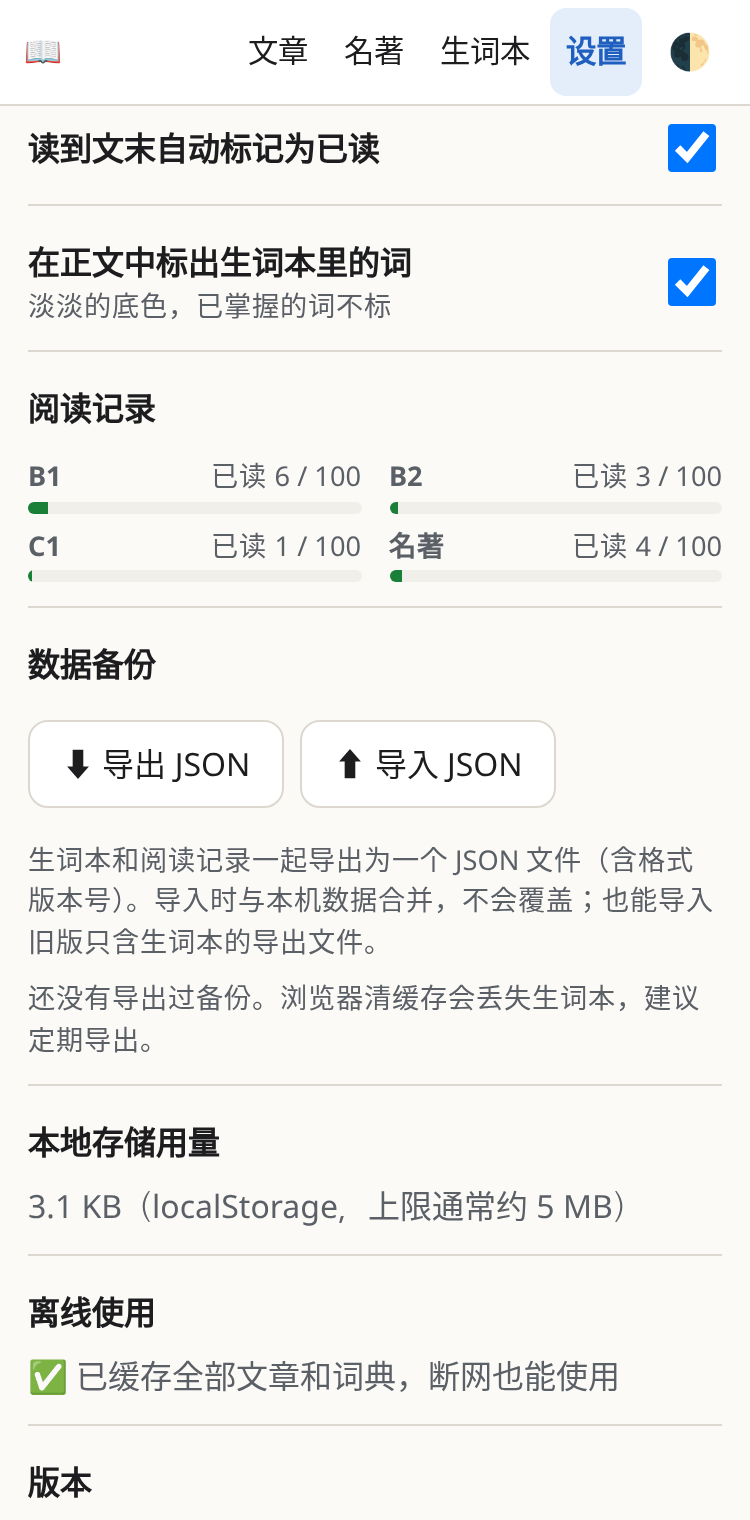 文章 名著 生词本 设置
读到文末自动标记为已读
在正文中标出生词本里的词
淡淡的底色，已掌握的词不标
阅读记录
B1 已读 6 / 100 B2 已读 3 / 100
C1 已读 1 / 100 名著 已读 4 / 100
数据备份
⬇ 导出 JSON ⬆ 导入 JSON
生词本和阅读记录一起导出为一个 JSON 文件（含格式
版本号）。导入时与本机数据合并，不会覆盖；也能导入
旧版只含生词本的导出文件。
还没有导出过备份。浏览器清缓存会丢失生词本，建议
定期导出。
本地存储用量
3.1 KB（localStorage，上限通常约 5 MB）
离线使用
✅ 已缓存全部文章和词典，断网也能使用
版本